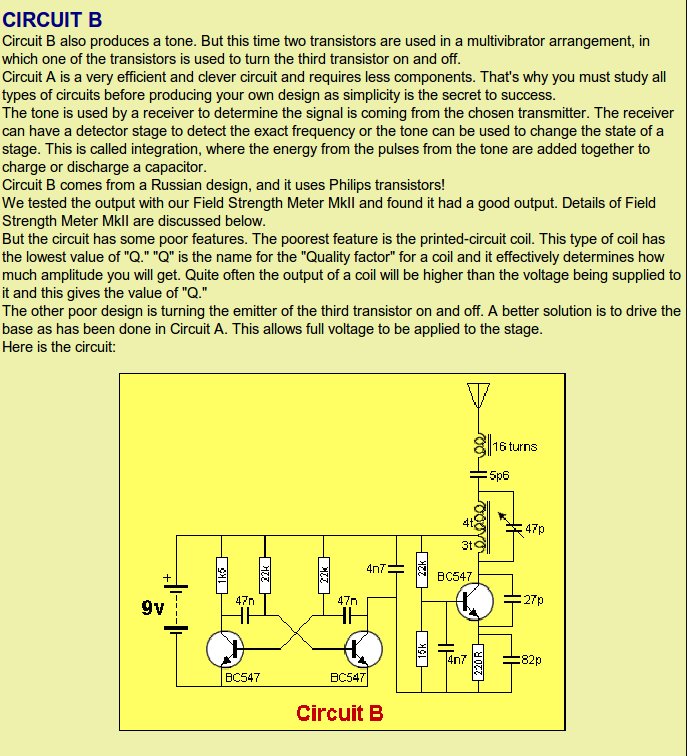 CIRCUIT B
Circuit B also produces a tone. But this time two transistors are used in a multivibrator arrangement, in
which one of the transistors is used to turn the third transistor on and off.
Circuit A is a very efficient and clever circuit and requires less components. That's why you must study all
types of circuits before producing your own design as simplicity is the secret to success.
The tone is used by a receiver to determine the signal is coming from the chosen transmitter. The receiver
can have a detector stage to detect the exact frequency or the tone can be used to change the state of a
stage. This is called integration, where the energy from the pulses from the tone are added together to
charge or discharge a capacitor.
Circuit B comes from a Russian design, and it uses Philips transistors!
We tested the output with our Field Strength Meter MkII and found it had a good output. Details of Field
Strength Meter MkII are discussed below.
But the circuit has some poor features. The poorest feature is the printed-circuit coil. This type of coil has
the lowest value of "Q." "Q" is the name for the "Quality factor" for a coil and it effectively determines how
much amplitude you will get. Quite often the output of a coil will be higher than the voltage being supplied to
it and this gives the value of "Q."
The other poor design is turning the emitter of the third transistor on and off. A better solution is to drive the
base as has been done in Circuit A. This allows full voltage to be applied to the stage.
Here is the circuit:
16 turns
5p6
4t
47p
3t
4n7
22k
BC547
1k5
22k
22k
+
9v
47n
47n
27p
15k
4n7
220R
82p
BC547
BC547
Circuit B